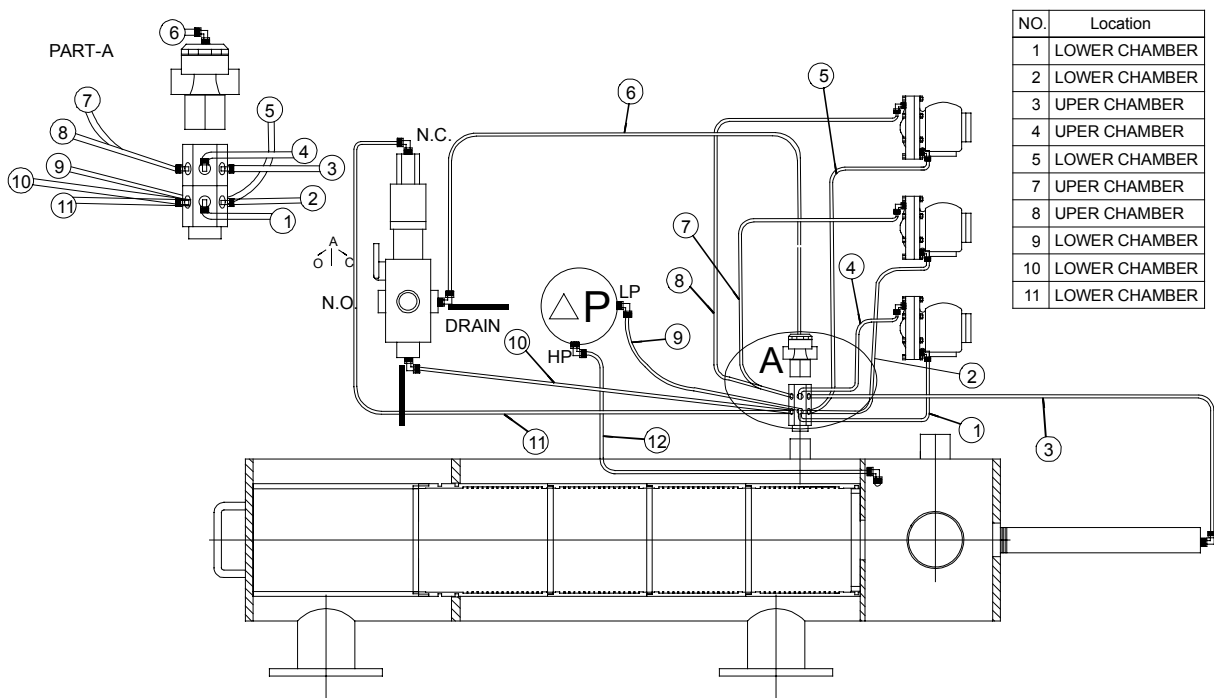 PART-A
6
7
8
9
10
11
5
4
3
2
1
N.C.
A
O C
N.O.
DRAIN
△ P
LP
HP
A
6
5
7
8
4
9
10
2
11
12
1
3
NO. Location
1 LOWER CHAMBER
2 LOWER CHAMBER
3 UPER CHAMBER
4 UPER CHAMBER
5 LOWER CHAMBER
7 UPER CHAMBER
8 UPER CHAMBER
9 LOWER CHAMBER
10 LOWER CHAMBER
11 LOWER CHAMBER